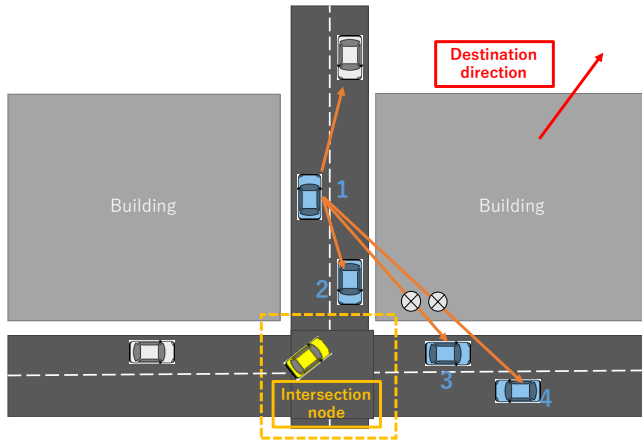 Destination
direction
Building
1
Building
2
3
4
Intersection
node